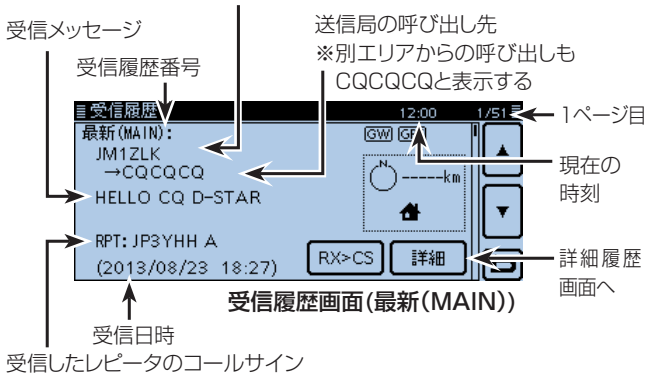 受信メッセージ
送信局の呼び出し先
※別エリアからの呼び出しも
CQCQCQと表示する
受信履歴番号
受信履歴 12:00 1/51
1ページ目
最新(MAIN):
GW
JM1ZLK
→CQCQCQ
N
-----km
現在の
時刻
HELLO CQ D-STAR
RPT: JP3YHH A
(2013/08/23 18:27)
RX>CS
詳細
詳細履歴
画面へ
受信履歴画面(最新(MAIN))
受信日時
受信したレピータのコールサイン